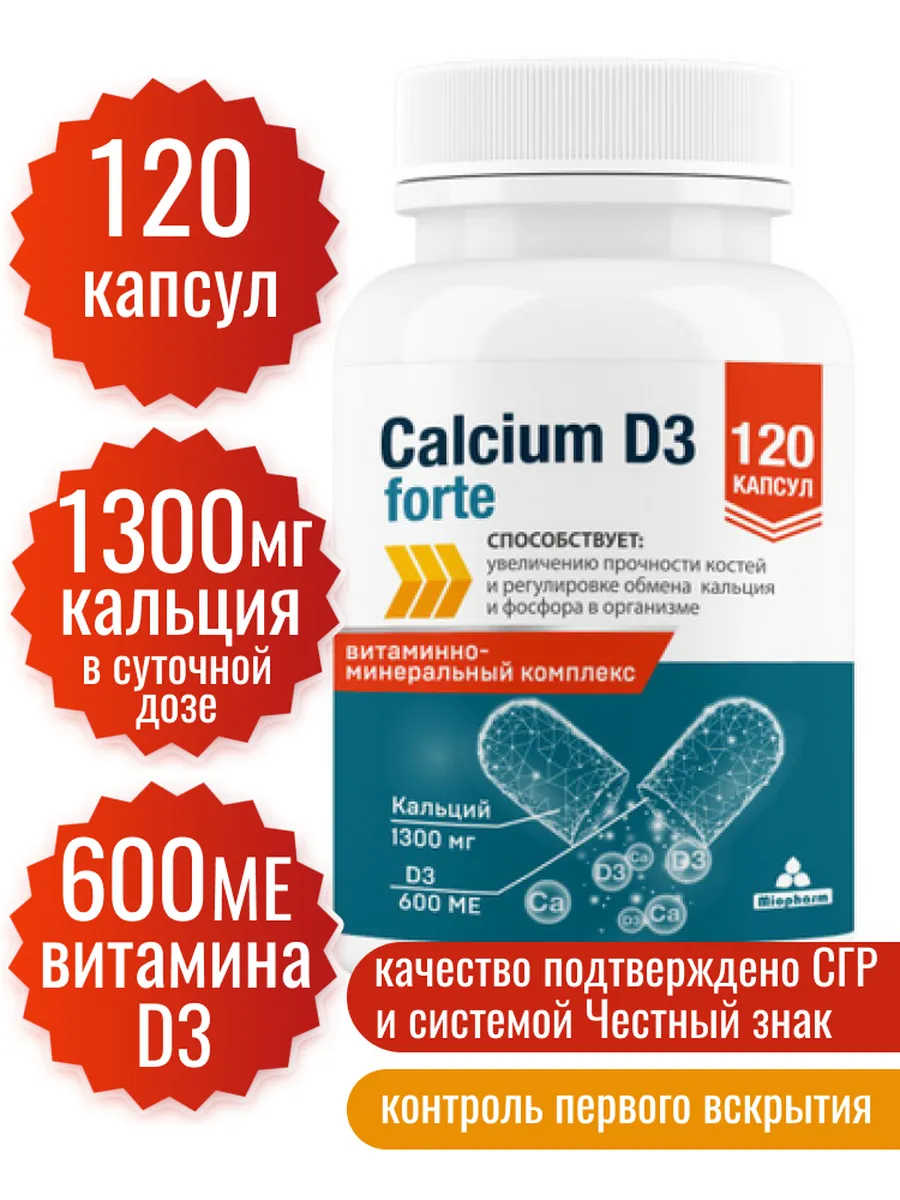 120
капсул
1300мг
кальция
в суточной
дозе
600МЕ
витамина
D3
Calcium D3
forte
120
КАПСУЛ
СПОСОБСТВУЕТ:
увеличению прочности костей
и регулировке обмена кальция
и фосфора в организме
витаминно-
минеральный комплекс
Кальций
1300 мг
D3
600 МЕ
Ca
D3
Ca
D3
D3
Ca
Miopharm
качество подтверждено СГР
и системой Честный знак
контроль первого вскрытия